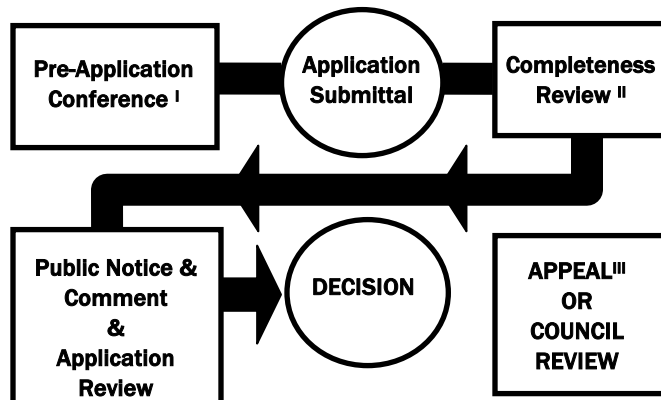 Pre-Application
Conference ᴵ
Application
Submittal
Completeness
Review ᴵᴵ
Public Notice &
Comment
&
Application
Review
DECISION
APPEALᴵᴵᴵ
OR
COUNCIL
REVIEW